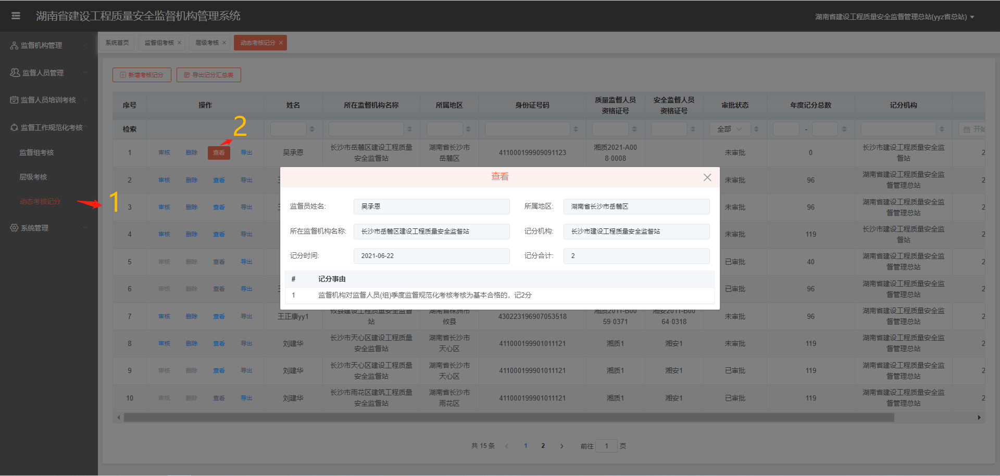 湖南省建设工程质量安全监督机构管理系统
湖南省建设工程质量安全监督管理总站(yyz省总站)
监督机构管理
监督人员管理
监督人员培训考核
监督工作规范化考核
监督组考核
层级考核
动态考核记分
系统管理
1
2
系统首页 监督组考核 层级考核 动态考核记分
新增考核记分 导出记分汇总表
序号 操作 姓名 所在监督机构名称 所属地区 身份证号码 质量监督人员 安全监督人员 审批状态 年度记分总数 记分机构
资格证号 资格证号
检索 全部 - 开始
1 审核 删除 查看 导出 吴承恩 长沙市岳麓区建设工程质量 湖南省长沙市 411000199909091123 湘质2021-A00 未审批 0 长沙市建设工程质量安全监 2
安全监督站 岳麓区 8·0008 督站
2 审核 删除 查看 导出 未审批 96 湖南省建设工程质量安全监 2
督管理总站
3 审核 删除 查看 导出 未审批 96 湖南省建设工程质量安全监 2
督管理总站
4 审核 删除 查看 导出 未审批 119 长沙市建设工程质量安全监 2
督站
5 审核 删除 查看 导出 已审批 40 湖南省建设工程质量安全监 2
督管理总站
6 审核 删除 查看 导出 已审批 96 湖南省建设工程质量安全监 2
督管理总站
7 审核 删除 查看 导出 王正康yy1 攸县建设工程质量安全监督 湖南省株洲市 430223196907053518 湘质2011-B00 湘安2011-B00 未审批 96 湖南省建设工程质量安全监 2
站 攸县 59·0371 64·0318 督管理总站
8 审核 删除 查看 导出 刘建华 长沙市天心区建设工程质量 湖南省长沙市 411000199901011121 湘质1 湘安1 未审批 119 湖南省建设工程质量安全监 2
安全监督站 天心区 督管理总站
9 审核 删除 查看 导出 刘建华 长沙市天心区建设工程质量 湖南省长沙市 411000199901011121 湘质1 湘安1 已审批 119 湖南省建设工程质量安全监 2
安全监督站 天心区 督管理总站
10 审核 删除 查看 导出 刘建华 长沙市雨花区建筑工程质量 湖南省长沙市 411000199901011121 湘质1 湘安1 已审批 119 湖南省建设工程质量安全监 2
安全监督站 雨花区 督管理总站
共 15 条 1 2 前往 1 页
查看
监督员姓名: 吴承恩 所属地区: 湖南省长沙市岳麓区
所在监督机构名称: 长沙市岳麓区建设工程质量安全监督站 记分机构: 长沙市建设工程质量安全监督站
记分时间: 2021-06-22 记分合计: 2
# 记分事由
1 监督机构对监督人员(组)季度监督规范化考核考核为基本合格的，记2分